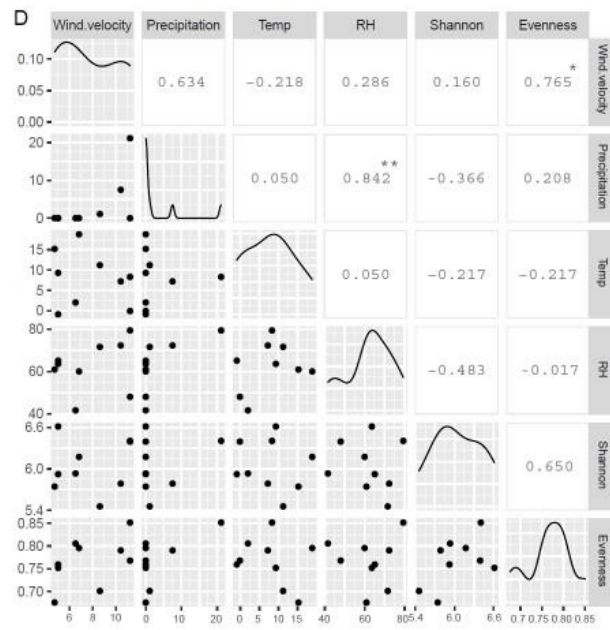 D
Wind.velocity Precipitation Temp RH Shannon Evenness
0.10
0.05
0.00
0.634 −0.218 0.286 0.160 0.765*
Wind.velocity
20
10
0
0.050 0.842** −0.366 0.208
Precipitation
15
10
5
0
0.050 −0.217 −0.217
Temp
80
60
40
−0.483 −0.017
RH
6.6
6.0
5.4
0.650
Shannon
0.85
0.80
0.75
0.70
Evenness
6 8 10 0 10 20 0 5 10 15 40 60 80 5.4 6.0 6.6 0.70 0.75 0.80 0.85